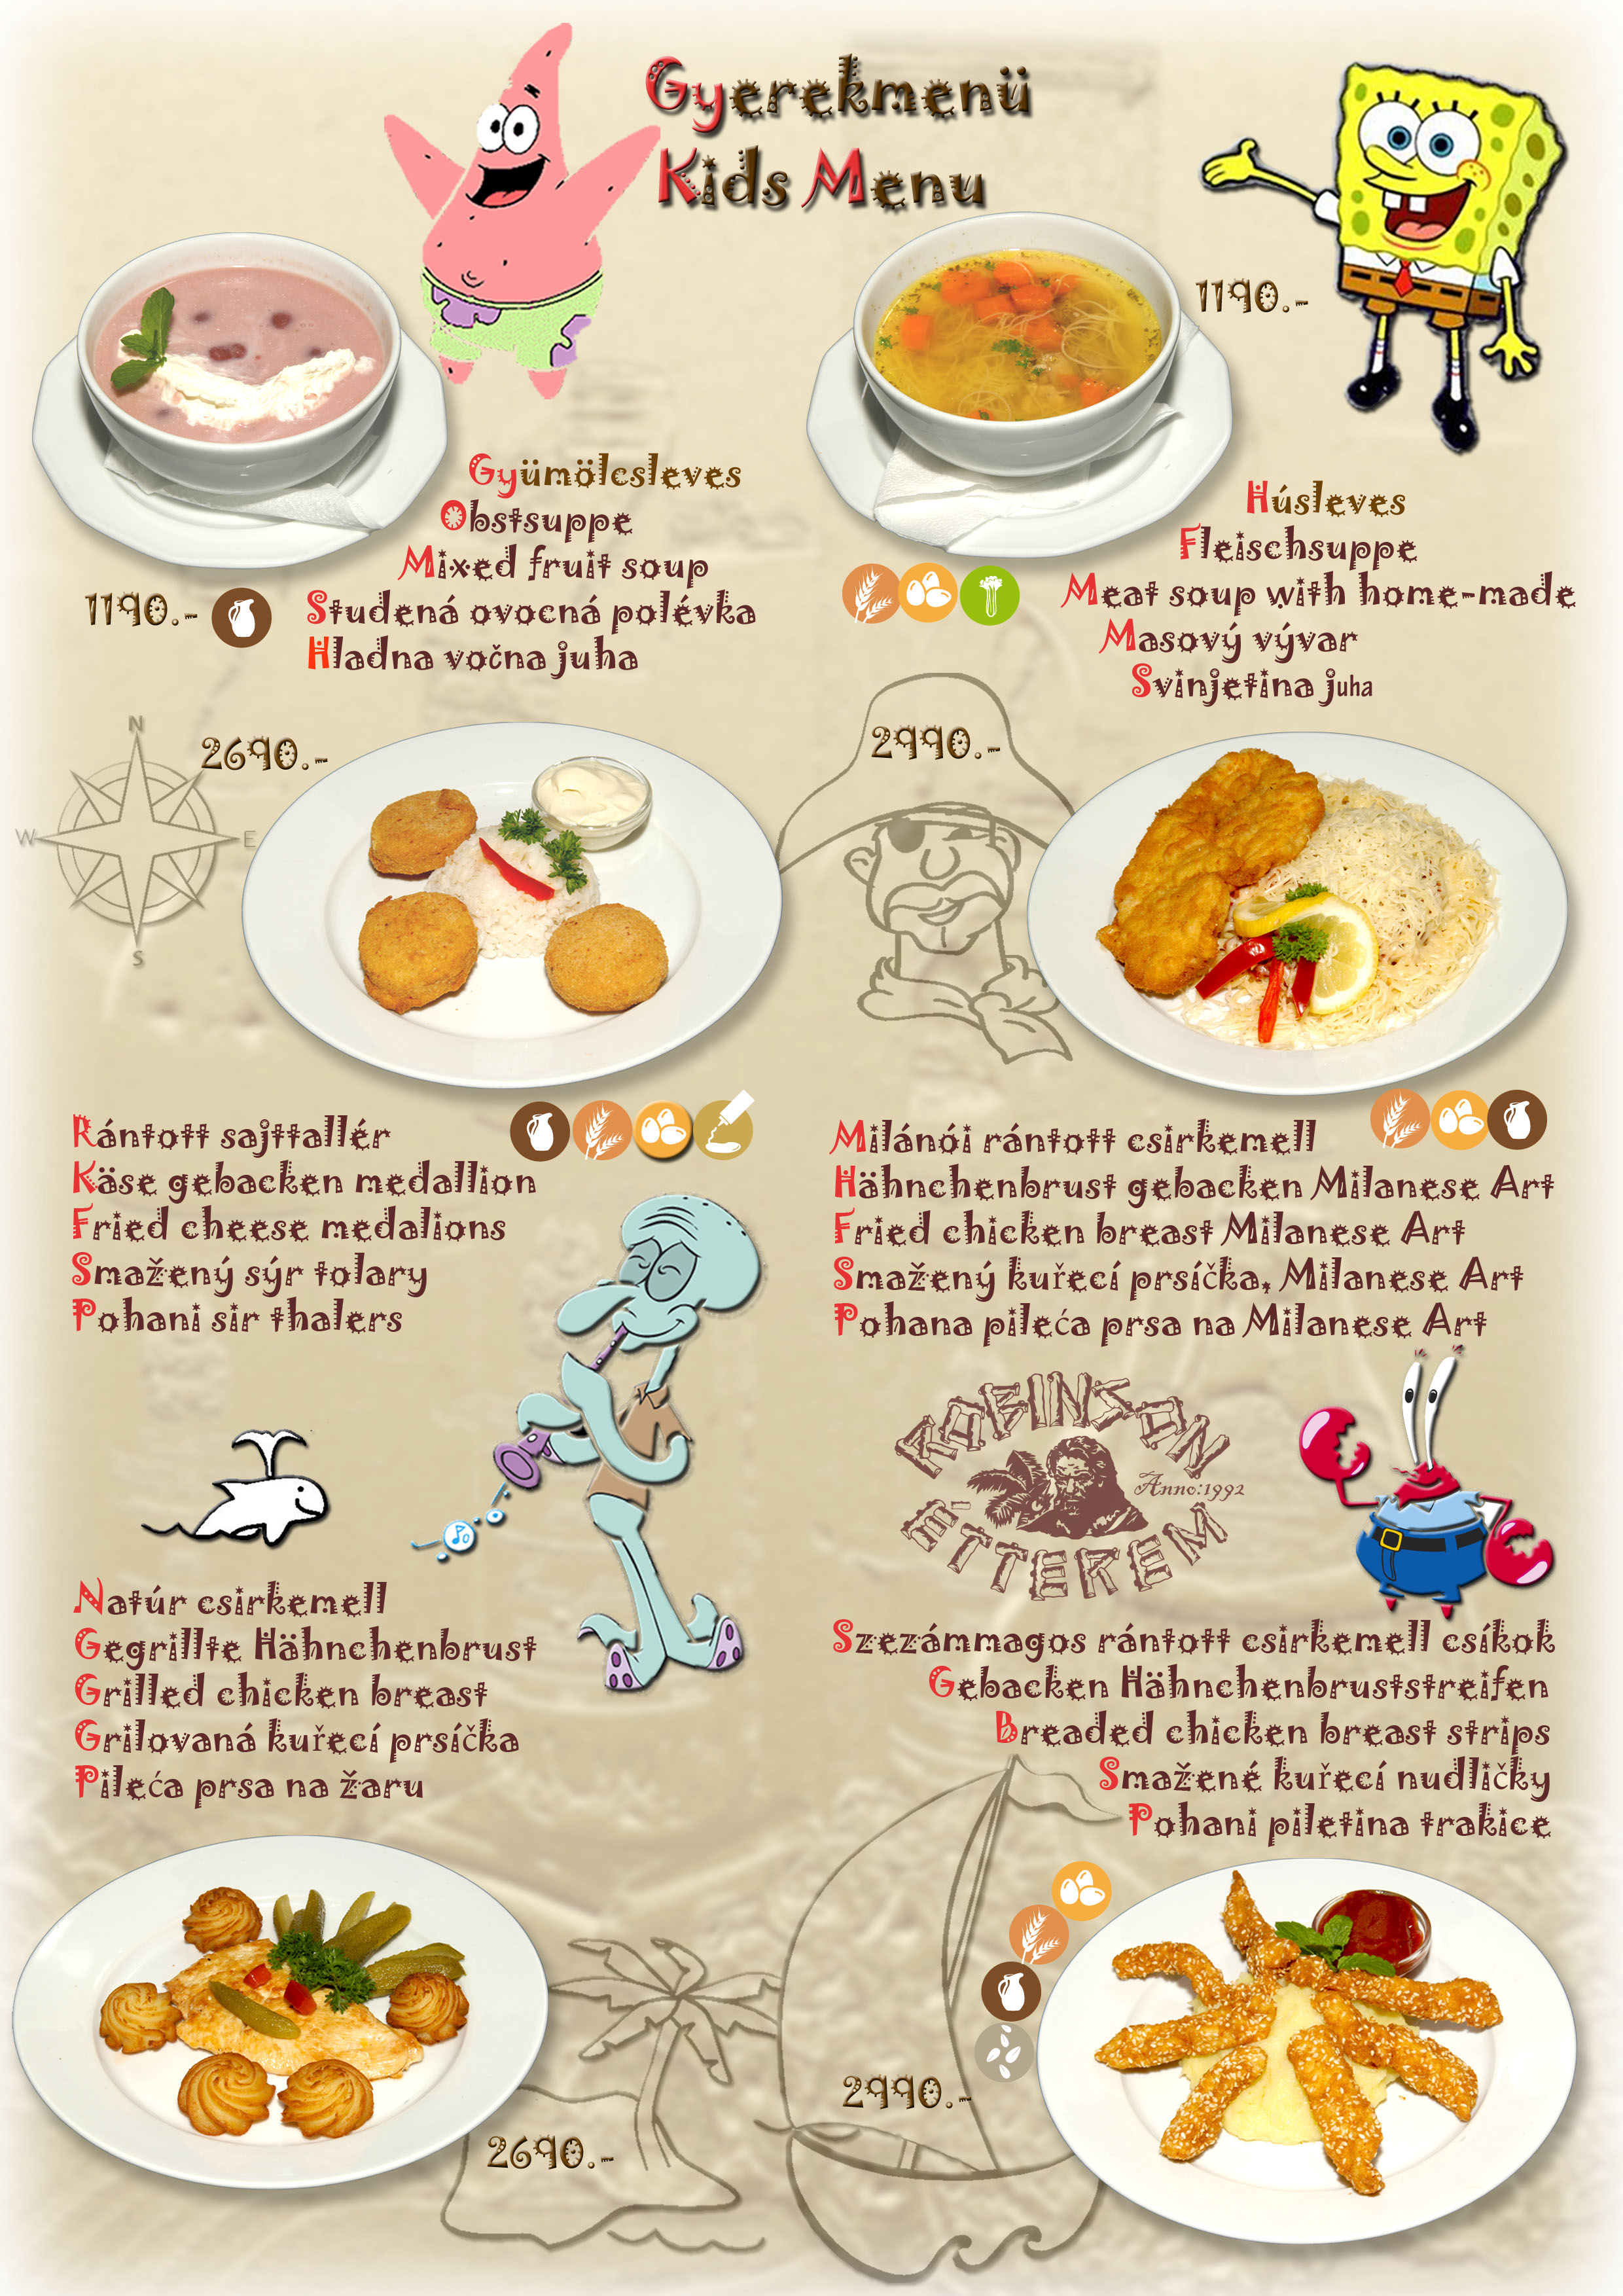 Gyerekmenü
Kids Menu
1190.-
Gyümölcsleves
Obstsuppe
Mixed fruit soup
Studená ovocná polévka
Hladna vočna juha
1190.-
Húsleves
Fleischsuppe
Meat soup with home-made
Masový vývar
Svinjetina juha
N
W
E
S
2690.-
2990.-
Rántott sajttallér
Käse gebacken medallion
Fried cheese medalions
Smažený sýr tolary
Pohani sir thalers
Milánói rántott csirkemell
Hähnchenbrust gebacken Milanese Art
Fried chicken breast Milanese Art
Smažený kuřecí prsíčka, Milanese Art
Pohana pileća prsa na Milanese Art
ROBINSON
Anno:1992
ÉTTEREM
Natúr csirkemell
Gegrillte Hähnchenbrust
Grilled chicken breast
Grilovaná kuřecí prsíčka
Pileća prsa na žaru
Szezámmagos rántott csirkemell csíkok
Gebacken Hähnchenbruststreifen
Breaded chicken breast strips
Smažené kuřecí nudličky
Pohani piletina trakice
2690.-
2990.-